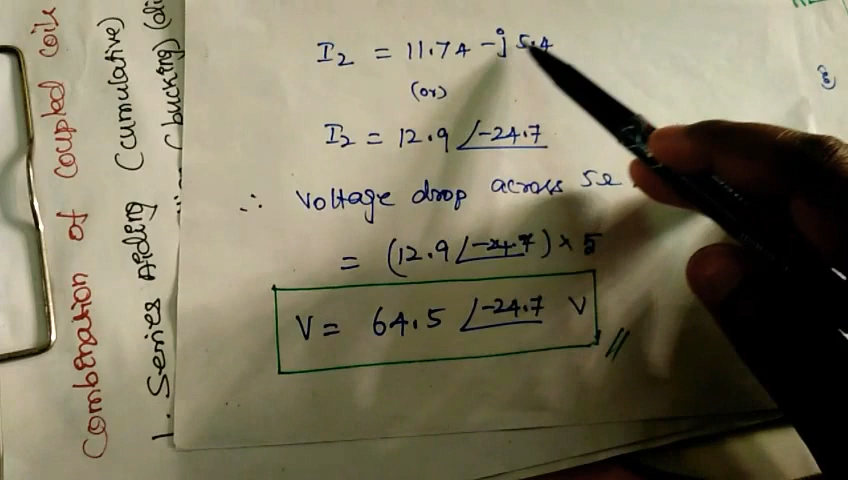 I₂ = 11.74 - j 5.4
(or)
I₂ = 12.9 ∠-24.7
∴ Voltage drop across 5Ω
= (12.9 ∠-24.7) × 5
V = 64.5 ∠-24.7 V //
Combination of coupled coils
1. Series Aiding (cumulative)
(bucking)